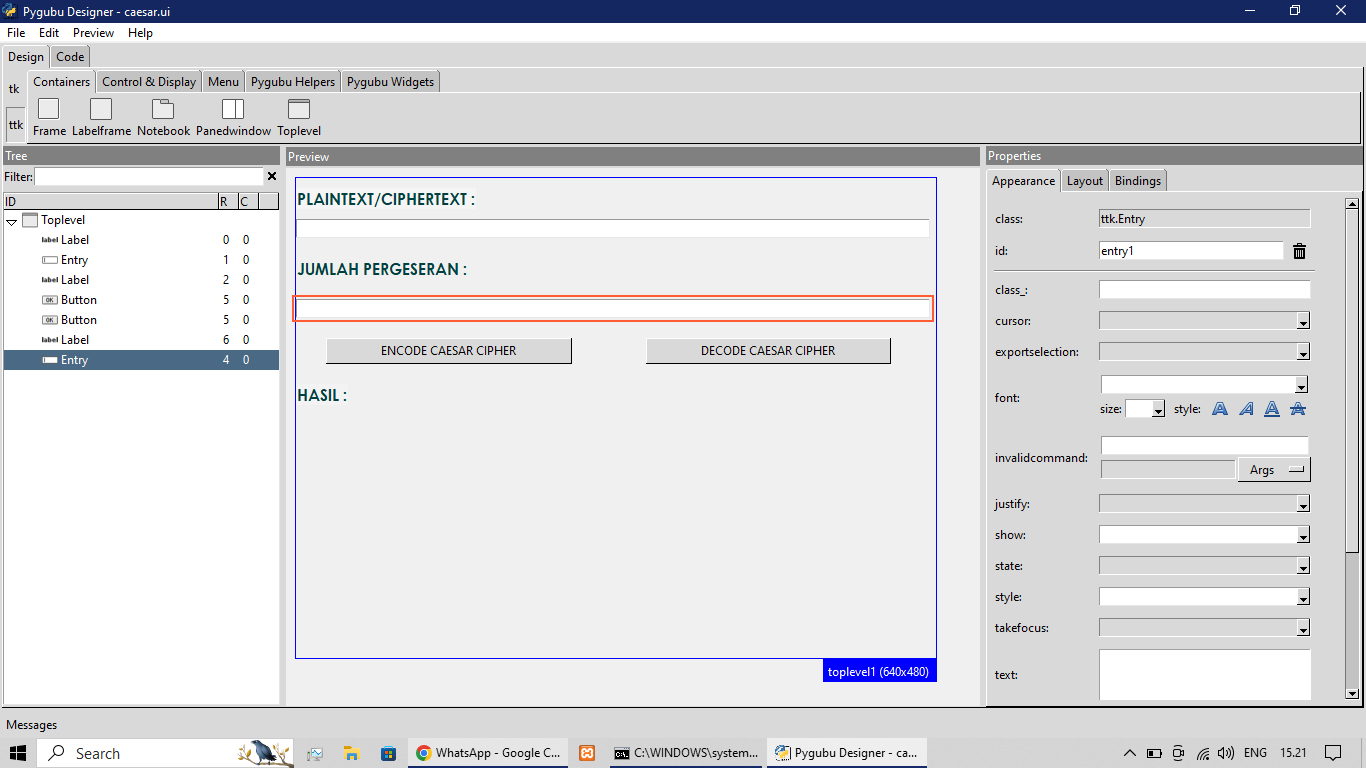 Pygubu Designer - caesar.ui
File Edit Preview Help
Design Code
tk
ttk
Containers Control & Display Menu Pygubu Helpers Pygubu Widgets
Frame Labelframe Notebook Panedwindow Toplevel
Tree
Filter:
ID R C
Toplevel
label Label 0 0
Entry 1 0
label Label 2 0
OK Button 5 0
OK Button 5 0
label Label 6 0
Entry 4 0
Preview
PLAINTEXT/CIPHERTEXT :
JUMLAH PERGESERAN :
ENCODE CAESAR CIPHER DECODE CAESAR CIPHER
HASIL :
toplevel1 (640x480)
Properties
Appearance Layout Bindings
class: ttk.Entry
id: entry1
class_:
cursor:
exportselection:
font:
size: style: A A A A
invalidcommand:
Args
justify:
show:
state:
style:
takefocus:
text:
Messages
Search
WhatsApp - Google C...
C:\WINDOWS\system...
Pygubu Designer - ca...
ENG 15.21